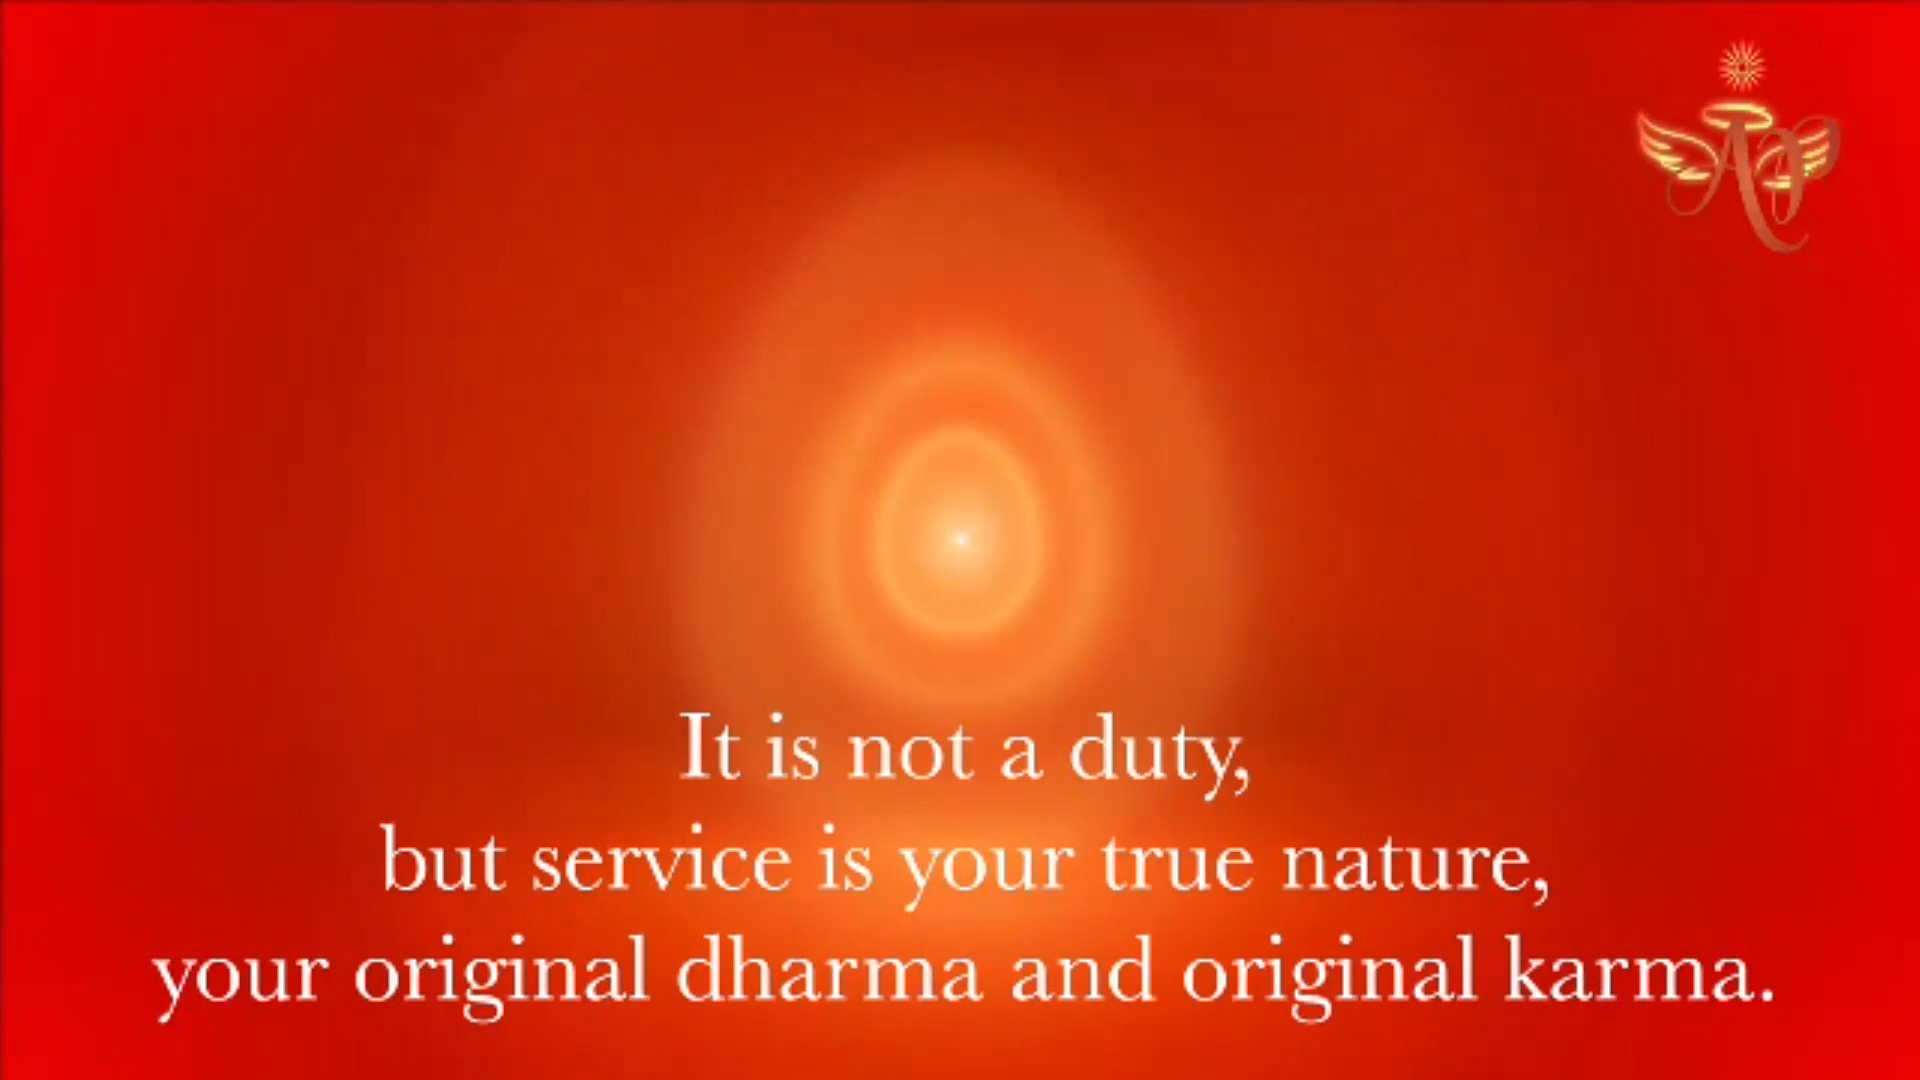 It is not a duty,
but service is your true nature,
your original dharma and original karma.